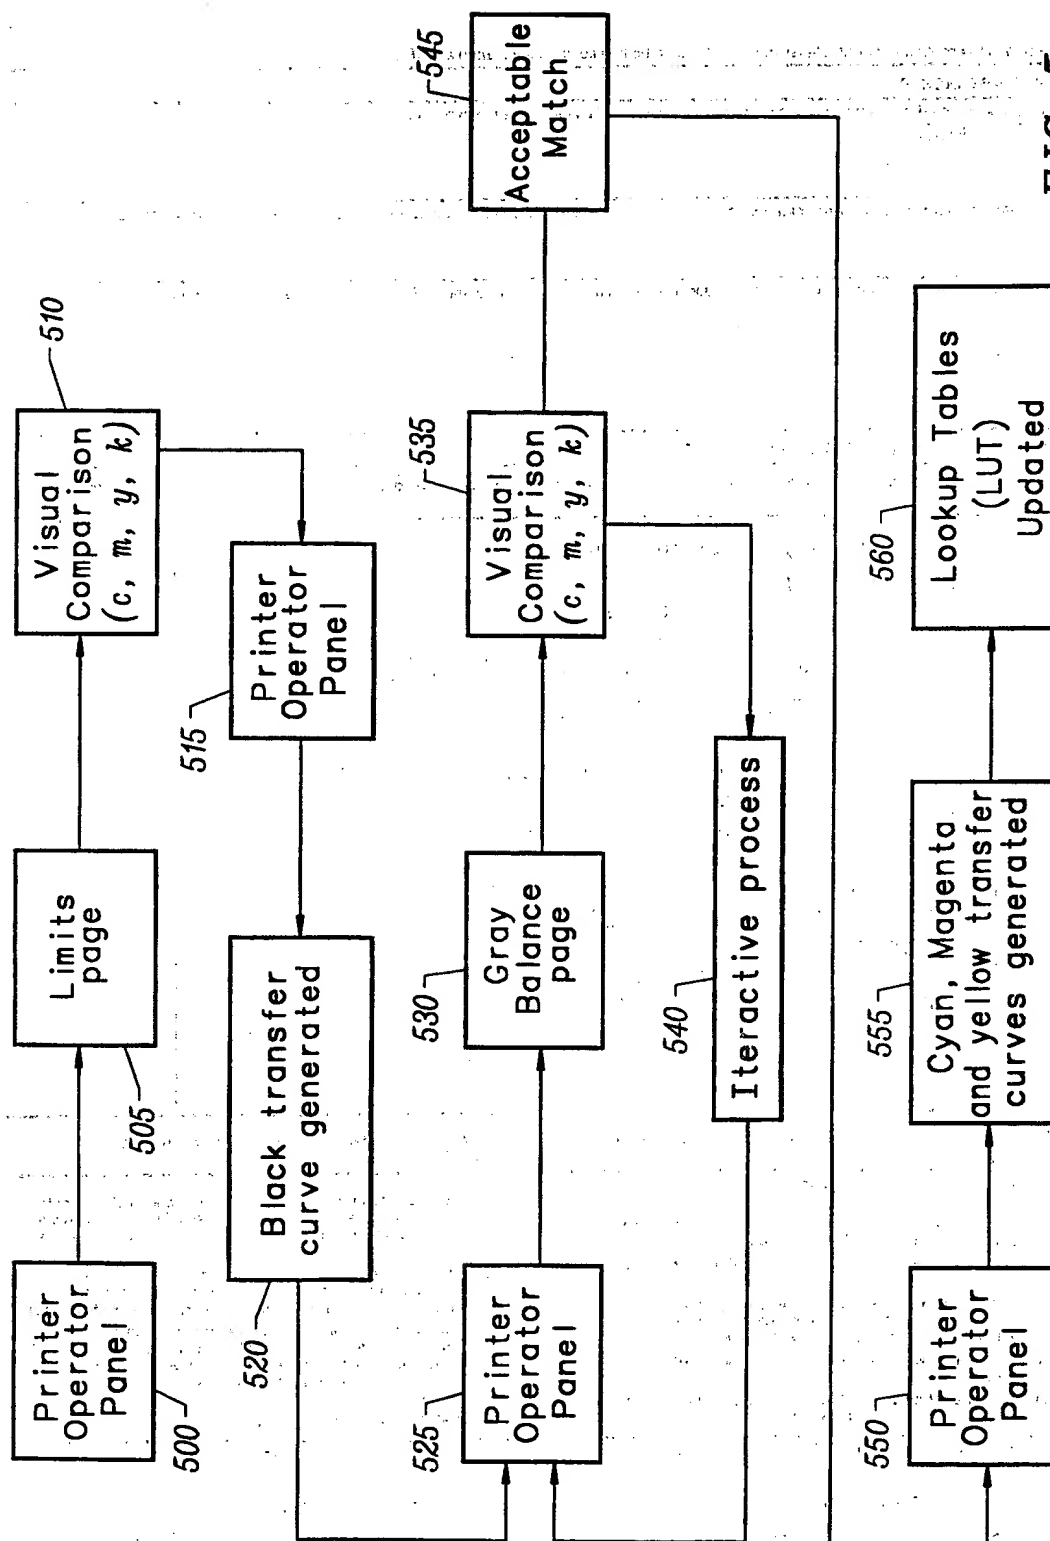 Printer
Operator
Panel
500
Limits
page
505
Visual
Comparison
(c, m, y, k)
510
Printer
Operator
Panel
515
Black transfer
curve generated
520
Printer
Operator
Panel
525
Gray
Balance
page
530
Visual
Comparison
(c, m, y, k)
535
Iteractive process
540
Acceptable
Match
545
Printer
Operator
Panel
550
Cyan, Magenta
and yellow transfer
curves generated
555
Lookup Tables
(LUT)
Updated
560